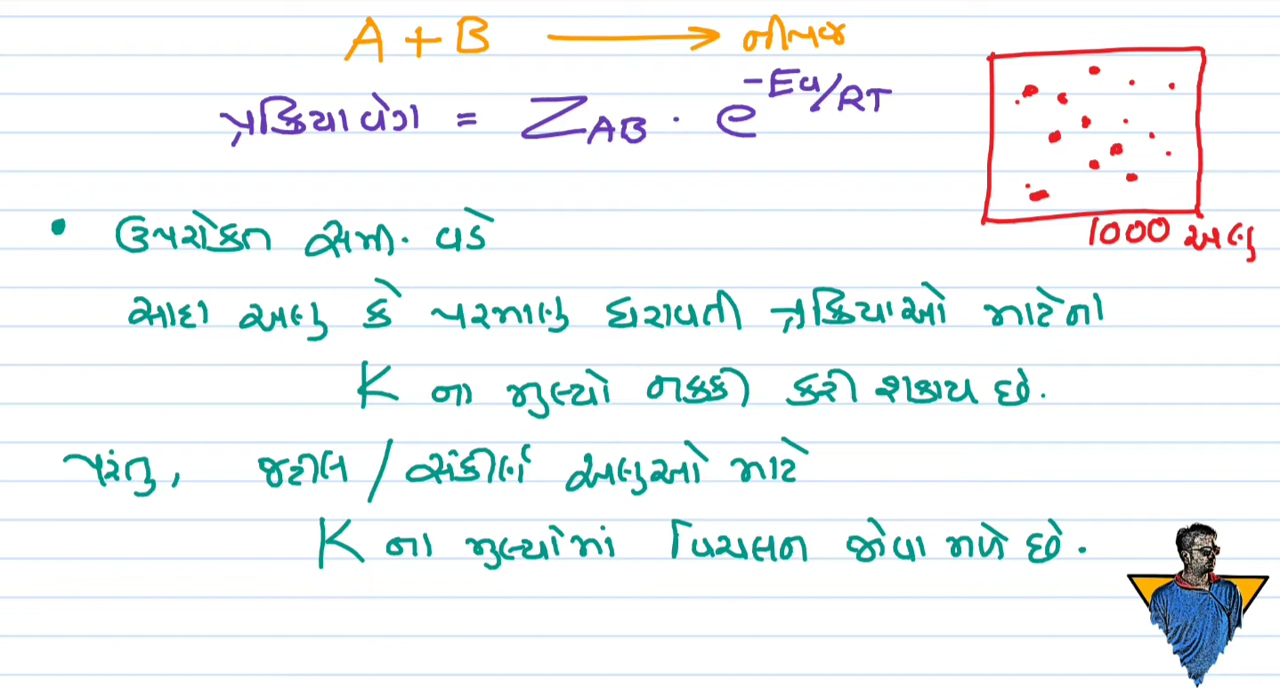 A + B ⟶ નીપજ
પ્રક્રિયા વેગ = Z_AB · e^-Ea/RT
1000 અણુ
• ઉપરોક્ત સમી. વડે
સાદા અણુ કે પરમાણુ ધરાવતી પ્રક્રિયાઓ માટેના
K ના મુલ્યો નક્કી કરી શકાય છે.
પરંતુ, જટીલ / સંકીર્ણ અણુઓ માટે
K ના મુલ્યોમાં વિચલન જોવા મળે છે.